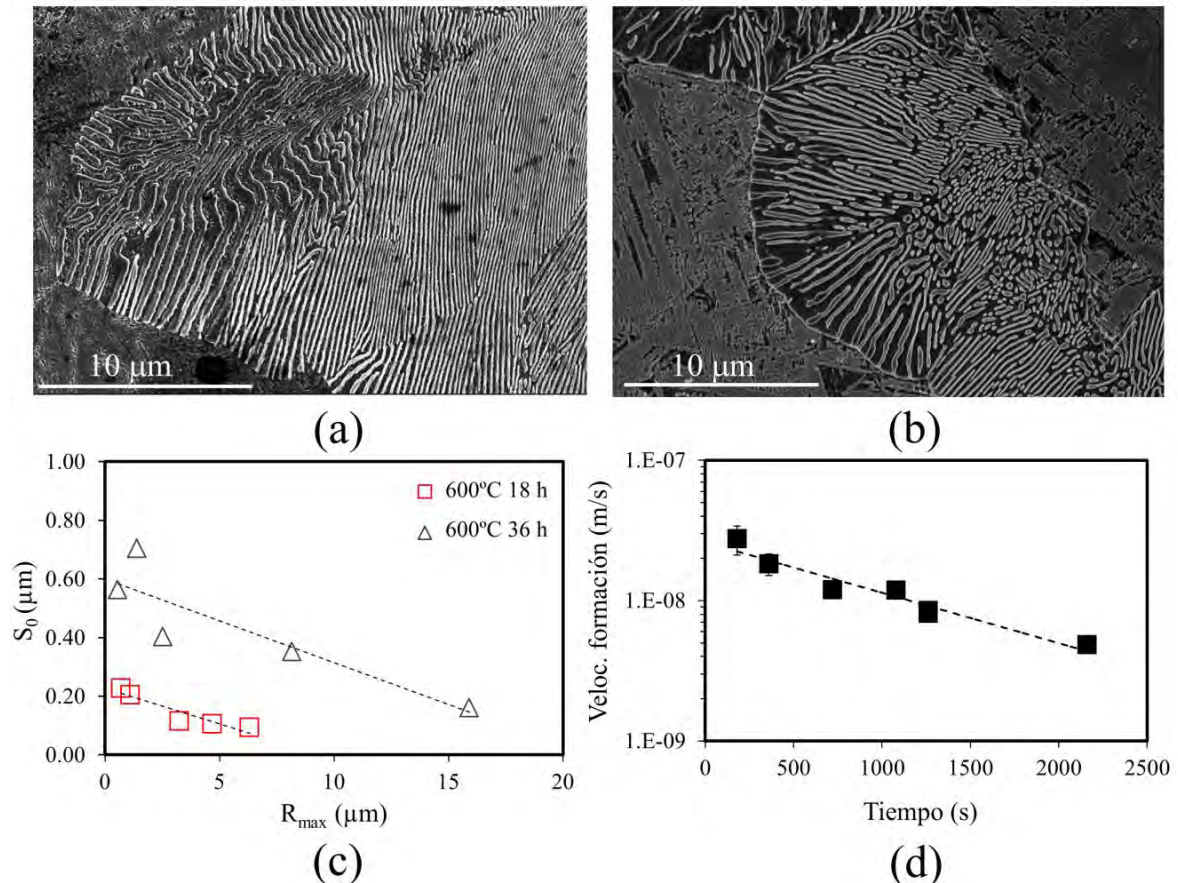 10 μm
10 μm
(a)
(b)
1.00
0.80
0.60
0.40
0.20
0.00
S₀ (μm)
600ºC 18 h
600ºC 36 h
0 5 10 15 20
Rmax (μm)
(c)
1.E-07
1.E-08
1.E-09
Veloc. formación (m/s)
0 500 1000 1500 2000 2500
Tiempo (s)
(d)